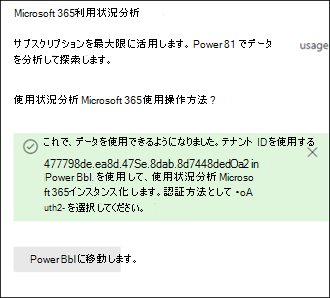 Microsoft 365利用状況分析
サブスクリプションを最大限に活用します。Power 81 でデータ
を分析して探索します。
usage
使用状況分析 Microsoft 365使用操作方法 ?
これで、データを使用できるようになりました。テナント IDを使用する
477798de.ea8d.47Se.8dab.8d7448dedOa2 in
Power Bbl. を使用して、使用状況分析 Microso
ft 365インスタンス化します。認証方法として •oA
uth2- を選択してください。
Power Bblに移動します。